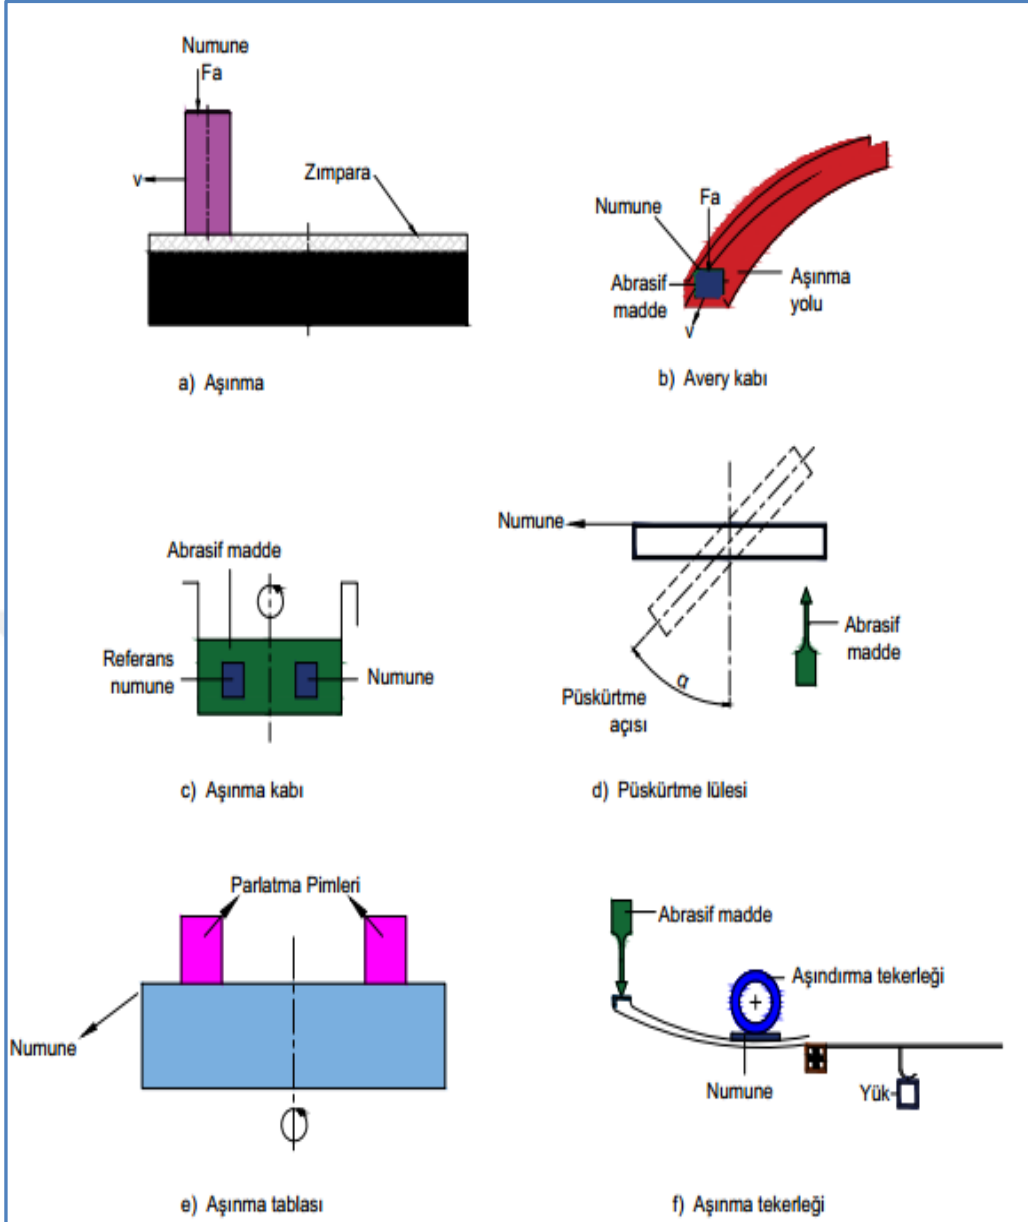 Numune
Fa
v
Zımpara
a) Aşınma
Fa
Numune
Abrasif
madde
Aşınma
yolu
v
b) Avery kabı
Abrasif madde
Referans
numune
Numune
c) Aşınma kabı
Numune
Abrasif
madde
α
Püskürtme
açısı
d) Püskürtme lülesi
Parlatma Pimleri
Numune
e) Aşınma tablası
Abrasif madde
Aşındırma tekerleği
Numune
Yük
f) Aşınma tekerleği